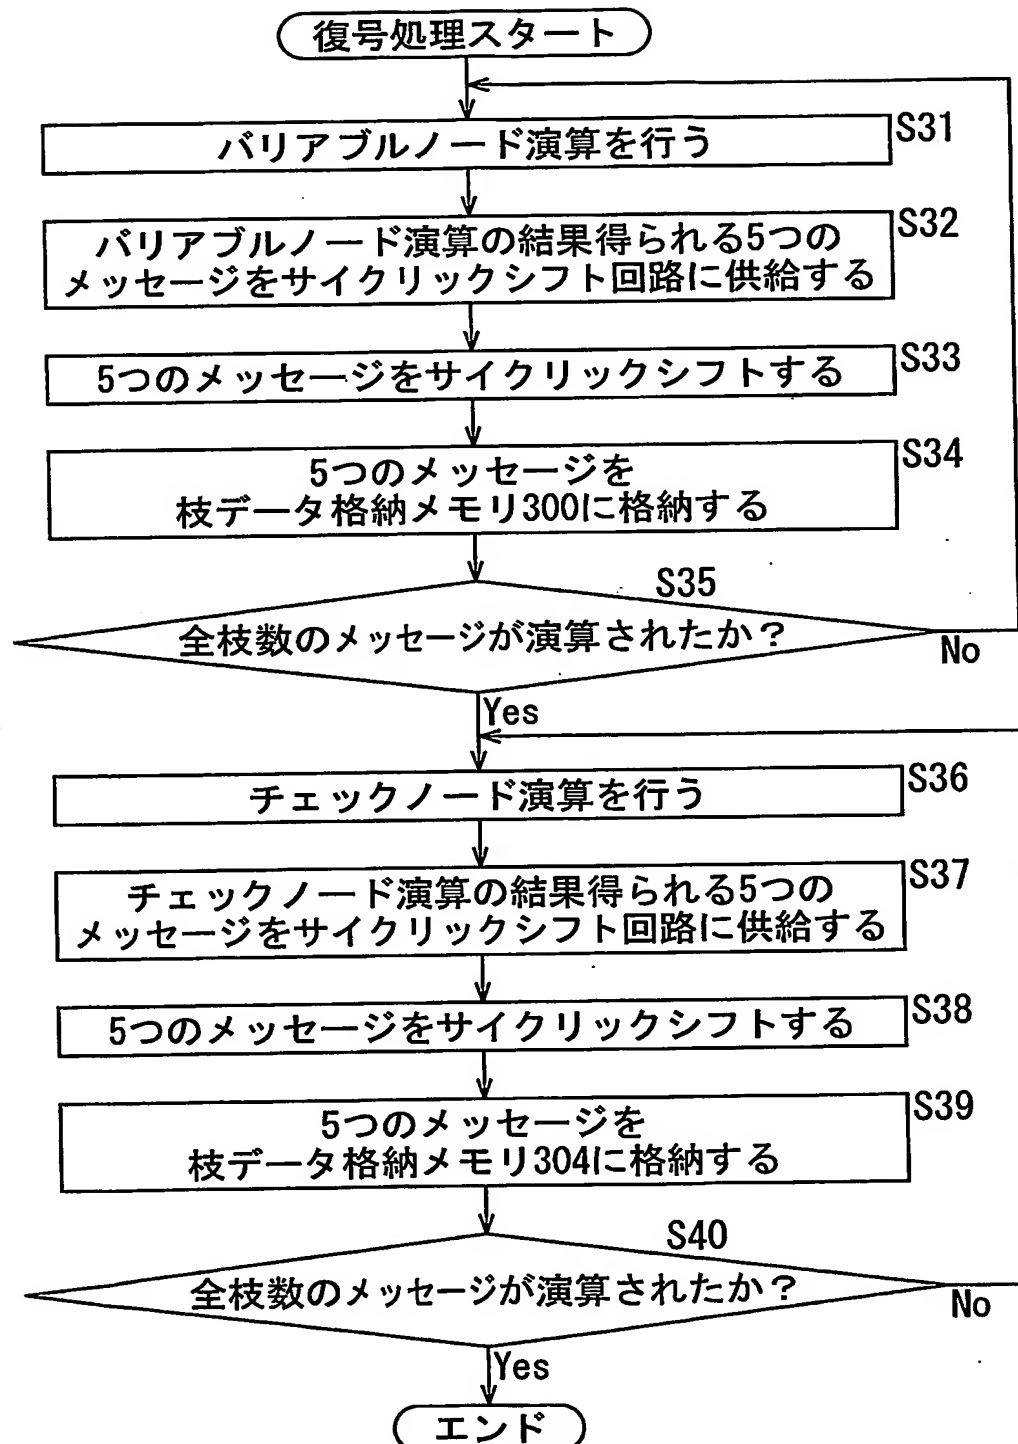 復号処理スタート
バリアブルノード演算を行う
S31
バリアブルノード演算の結果得られる5つの
メッセージをサイクリックシフト回路に供給する
S32
5つのメッセージをサイクリックシフトする
S33
5つのメッセージを
枝データ格納メモリ300に格納する
S34
S35
全枝数のメッセージが演算されたか？
No
Yes
チェックノード演算を行う
S36
チェックノード演算の結果得られる5つの
メッセージをサイクリックシフト回路に供給する
S37
5つのメッセージをサイクリックシフトする
S38
5つのメッセージを
枝データ格納メモリ304に格納する
S39
S40
全枝数のメッセージが演算されたか？
No
Yes
エンド